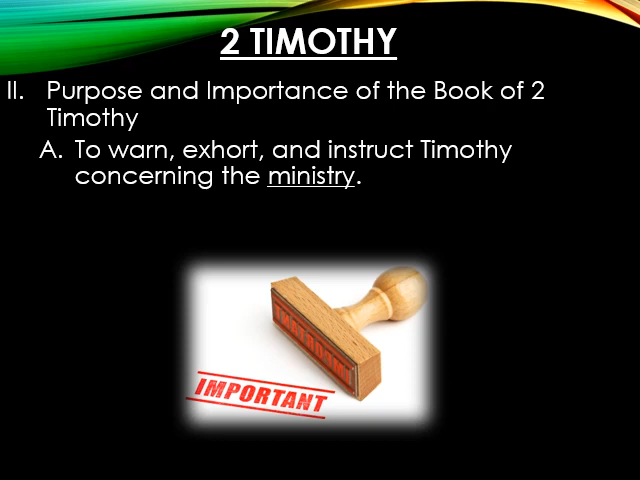 2 TIMOTHY
II. Purpose and Importance of the Book of 2
Timothy
A. To warn, exhort, and instruct Timothy
concerning the ministry.
IMPORTANT